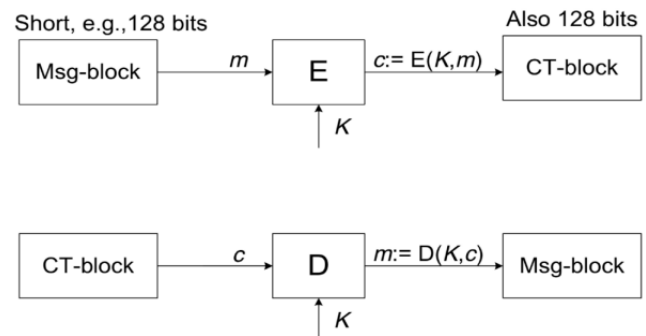 Short, e.g.,128 bits
Also 128 bits
Msg-block
m
E
c:= E(K,m)
CT-block
K
CT-block
c
D
m:= D(K,c)
Msg-block
K